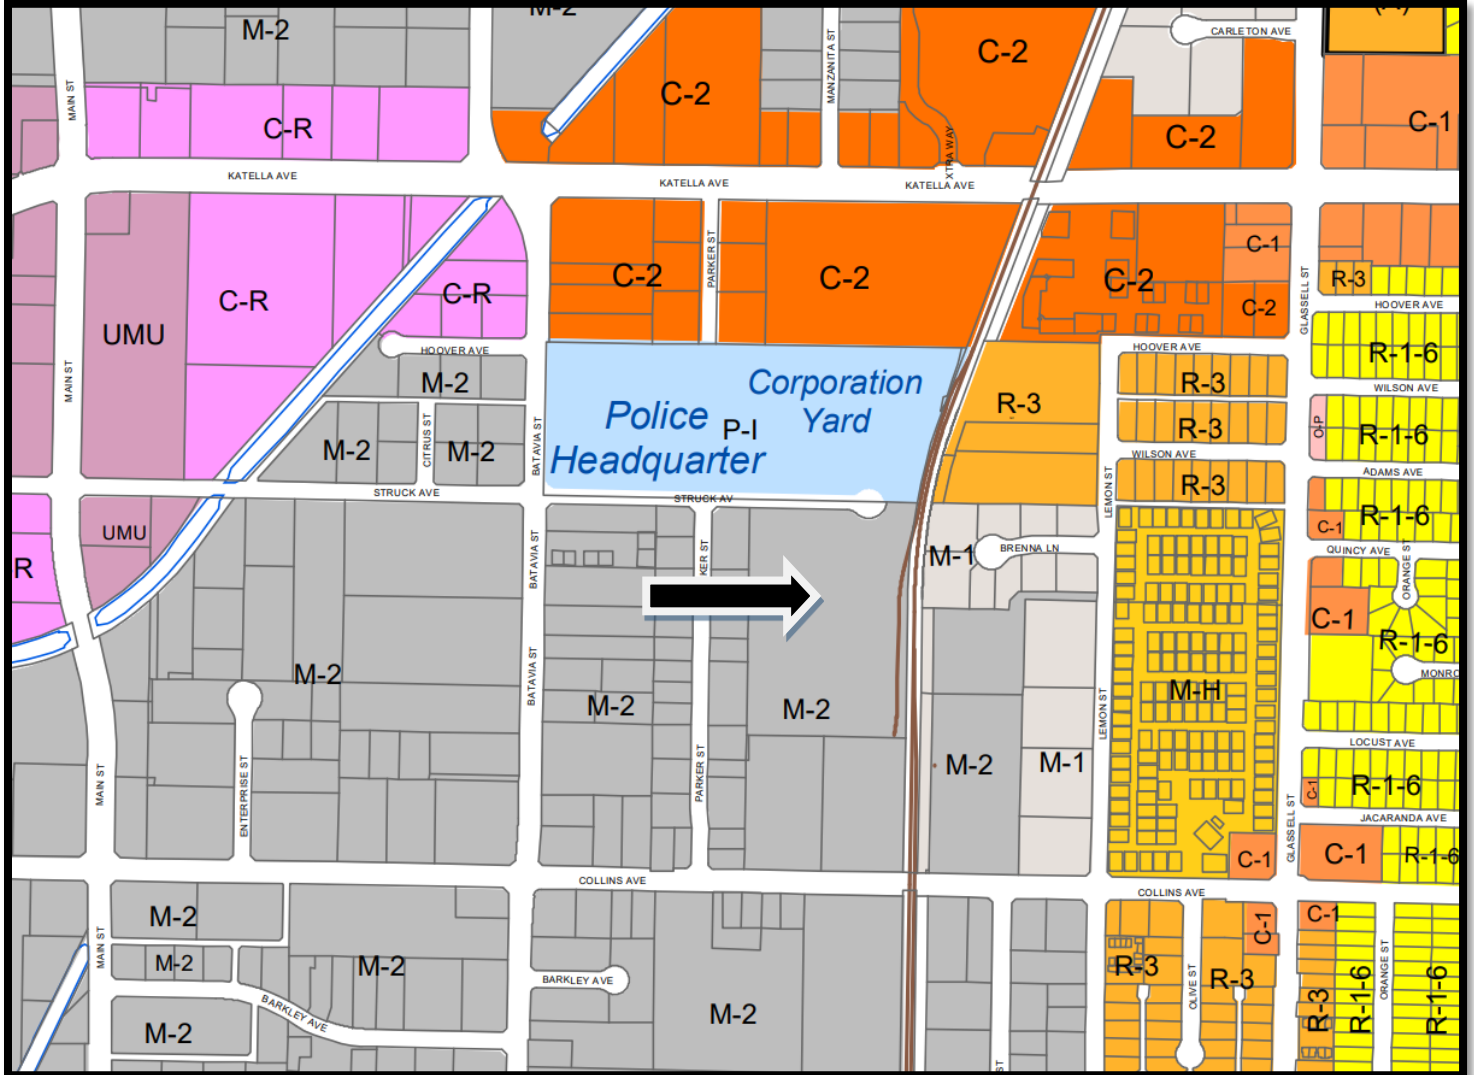 M-2
M-2
C-2
C-2
CARLETON AVE
MAIN ST
C-R
MANZANITA ST
XTRA WAY
C-2
C-1
KATELLA AVE
KATELLA AVE
KATELLA AVE
UMU
C-R
C-R
C-2
PARKER ST
C-2
C-2
C-1
C-2
GLASSELL ST
R-3
HOOVER AVE
MAIN ST
HOOVER AVE
HOOVER AVE
R-1-6
M-2
Corporation
Yard
R-3
R-3
WILSON AVE
M-2
CITRUS ST
M-2
BATAVIA ST
Police
Headquarter
P-I
R-3
O-P
R-1-6
WILSON AVE
ADAMS AVE
STRUCK AVE
STRUCK AV
LEMON ST
R-3
C-1
R-1-6
UMU
BATAVIA ST
KER ST
M-1
BRENNA LN
QUINCY AVE
ORANGE ST
R
C-1
R-1-6
M-2
BATAVIA ST
M-2
M-2
LEMON ST
M-H
MONRO
LOCUST AVE
MAIN ST
ENTERPRISE ST
PARKER ST
M-2
M-1
C-1
R-1-6
JACARANDA AVE
GLASSELL ST
C-1
C-1
R-1-6
COLLINS AVE
COLLINS AVE
M-2
MAIN ST
M-2
M-2
BARKLEY AVE
C-1
C-1
R-3
OLIVE ST
R-3
R-3
R-1-6
ORANGE ST
R-1-6
M-2
BARKLEY AVE
M-2
ST